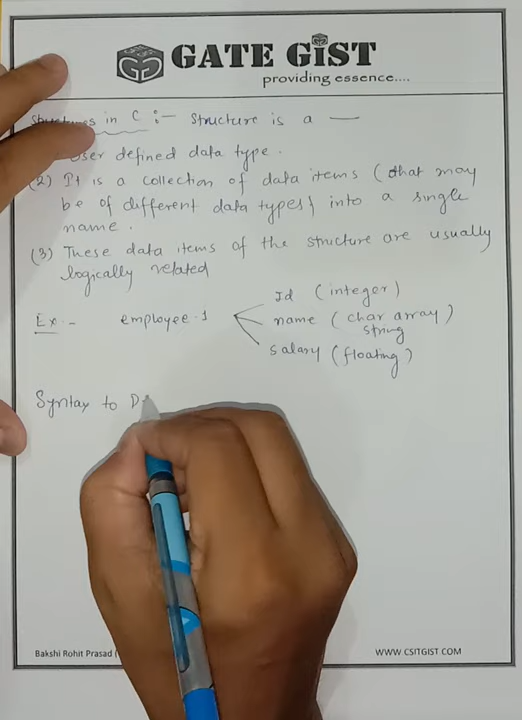 GATE GIST
providing essence....
Structures in C :- Structure is a —
User defined data type.
(2) It is a collection of data items (that may
be of different data types) into a single
name.
(3) These data items of the structure are usually
logically related
Id (integer)
Ex - employee.1 name (char array)
string
salary (floating)
Syntax to De
Bakshi Rohit Prasad ( WWW.CSITGIST.COM